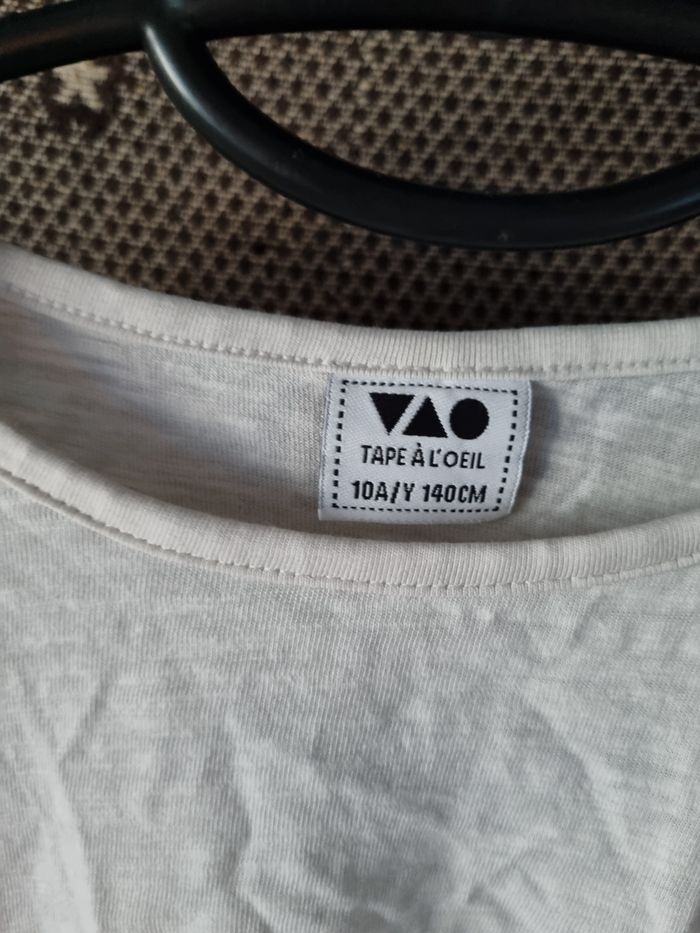 TAPE À L'OEIL
10A/Y 140CM